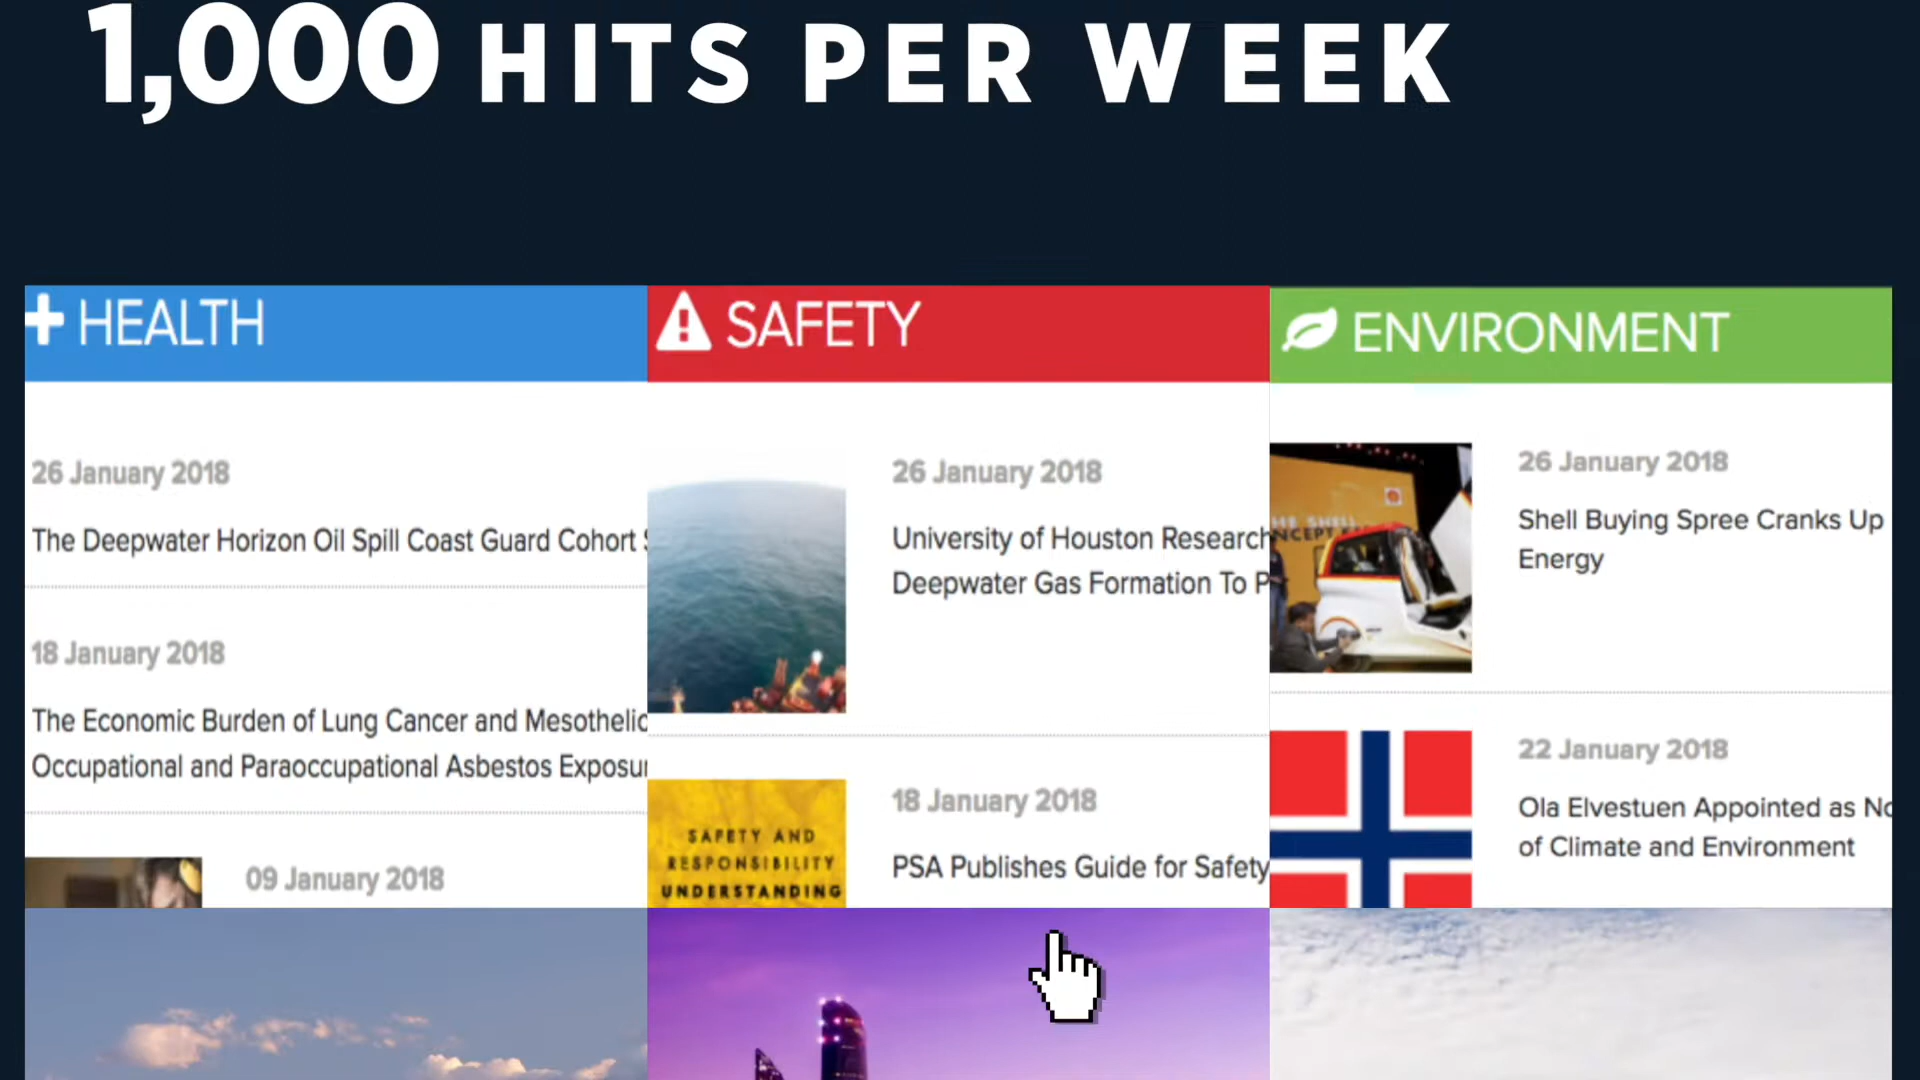 1,000 HITS PER WEEK
HEALTH
26 January 2018
The Deepwater Horizon Oil Spill Coast Guard Cohort
18 January 2018
The Economic Burden of Lung Cancer and
Occupational and Paraoccupational Asbestos
09 January 2018
SAFETY
26 January 2018
University of Houston Research
Deepwater Gas Formation To
18 January 2018
PSA Publishes Guide for Safety
SAFETY AND
RESPONSIBILITY
UNDERSTANDING
ENVIRONMENT
26 January 2018
Shell Buying Spree Cranks Up
Energy
SHELL
22 January 2018
Ola Elvestuen Appointed as
of Climate and Environment